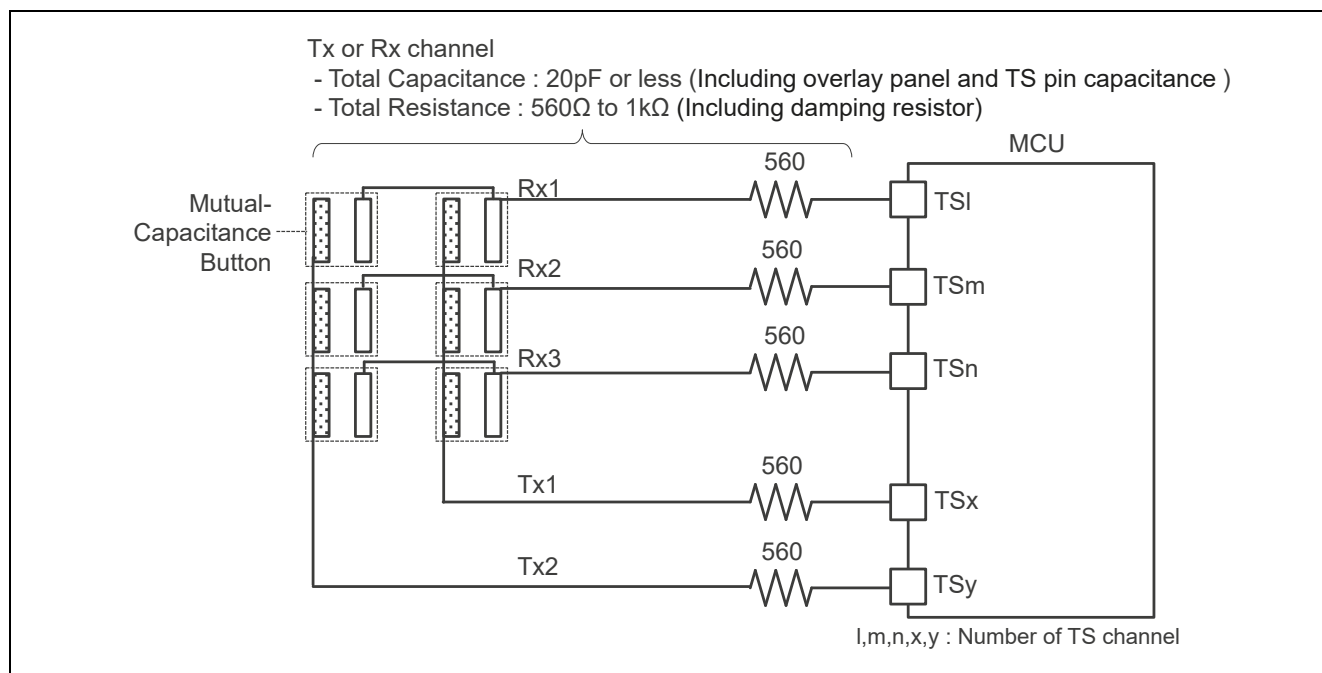 Tx or Rx channel
- Total Capacitance : 20pF or less (Including overlay panel and TS pin capacitance )
- Total Resistance : 560Ω to 1kΩ (Including damping resistor)
MCU
Mutual-
Capacitance
Button
Rx1
560
TSl
Rx2
560
TSm
Rx3
560
TSn
Tx1
560
TSx
Tx2
560
TSy
l,m,n,x,y : Number of TS channel